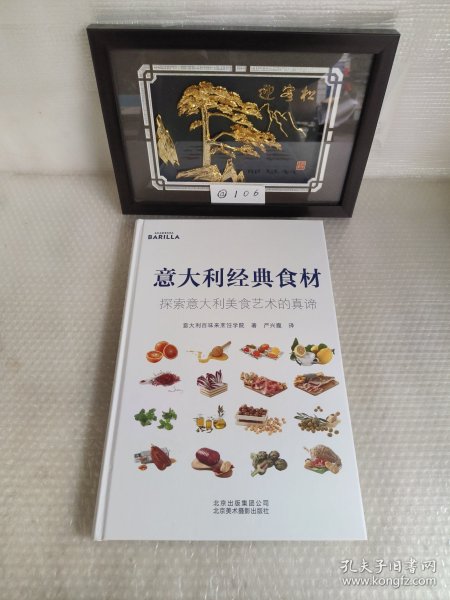 迎客松
@106
BARILLA
意大利经典食材
探索意大利美食艺术的真谛
意大利百味来烹饪学院 著 严兴霞 译
北京出版集团公司
北京美术摄影出版社
孔夫子旧书网
www.kongfz.com